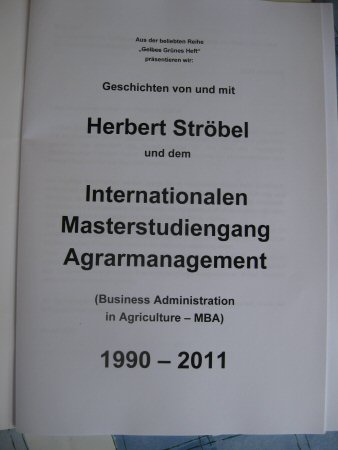 Aus der beliebten Reihe
„Gelbes Grünes Heft“
präsentieren wir:
Geschichten von und mit
Herbert Ströbel
und dem
Internationalen
Masterstudiengang
Agrarmanagement
(Business Administration
in Agriculture – MBA)
1990 – 2011